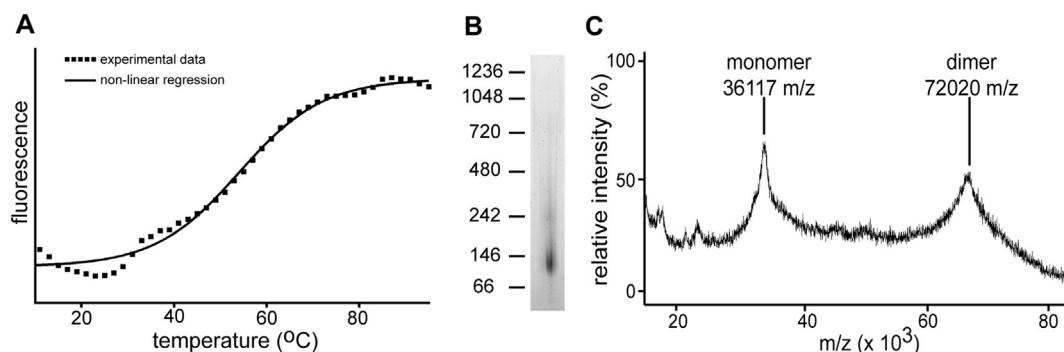 A
experimental data
non-linear regression
fluorescence
20
40
60
80
temperature (ºC)
B
1236
1048
720
480
242
146
66
C
100
50
0
relative intensity (%)
monomer
36117 m/z
dimer
72020 m/z
20
40
60
80
m/z (x 10³)